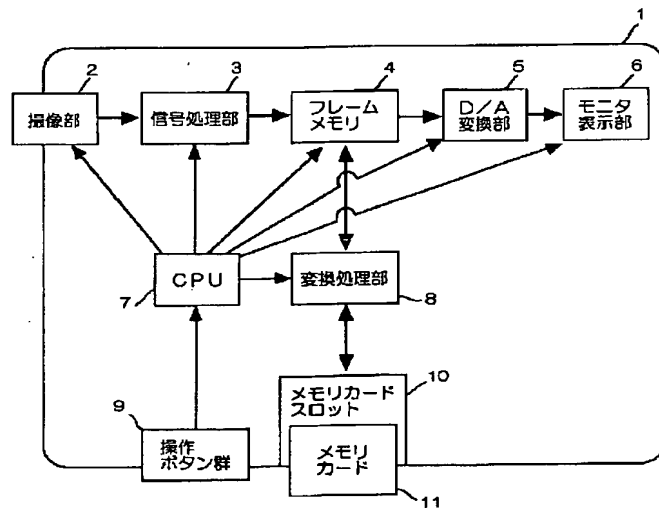 1
2
3
4
5
6
撮像部
信号処理部
フレーム
メモリ
D/A
変換部
モニタ
表示部
CPU
7
変換処理部
8
9
操作
ボタン群
10
メモリカード
スロット
メモリ
カード
11